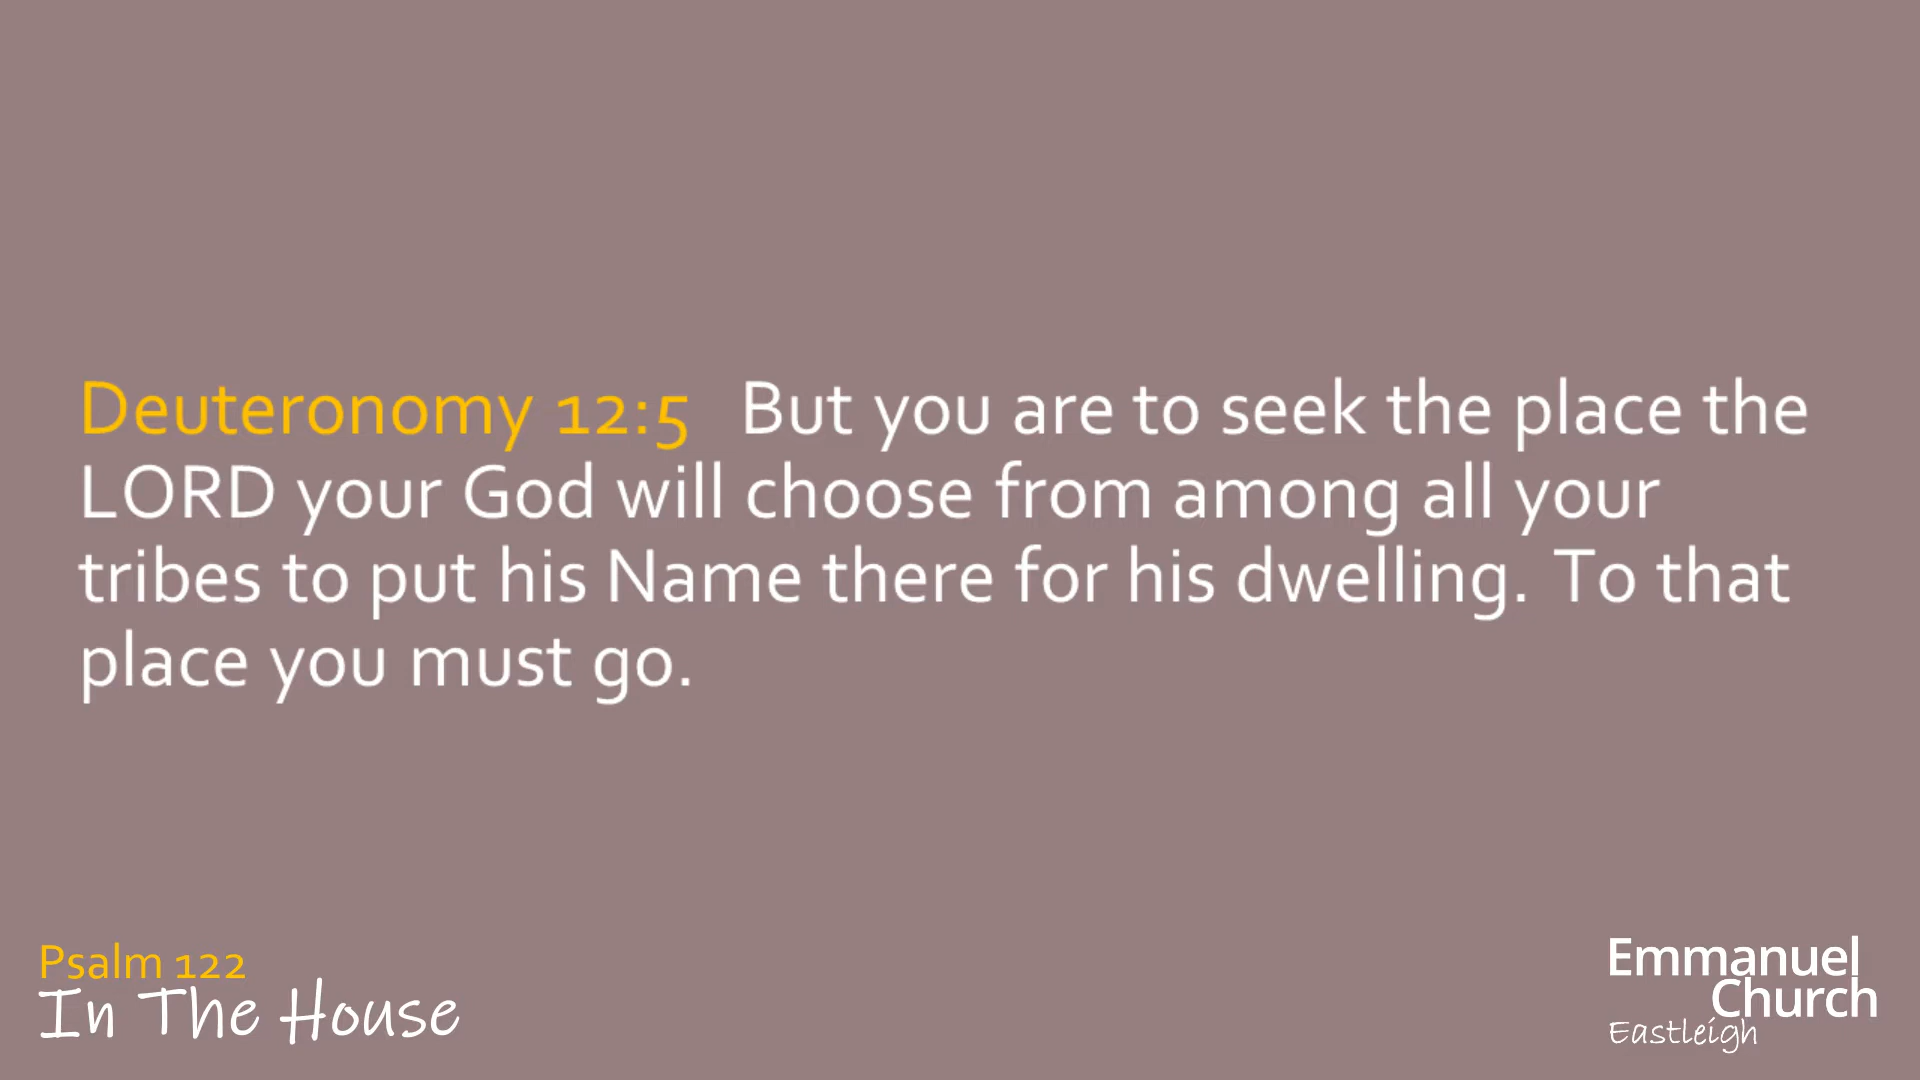 Deuteronomy 12:5 But you are to seek the place the
LORD your God will choose from among all your
tribes to put his Name there for his dwelling. To that
place you must go.
Psalm 122
In The House
Emmanuel
Church
Eastleigh